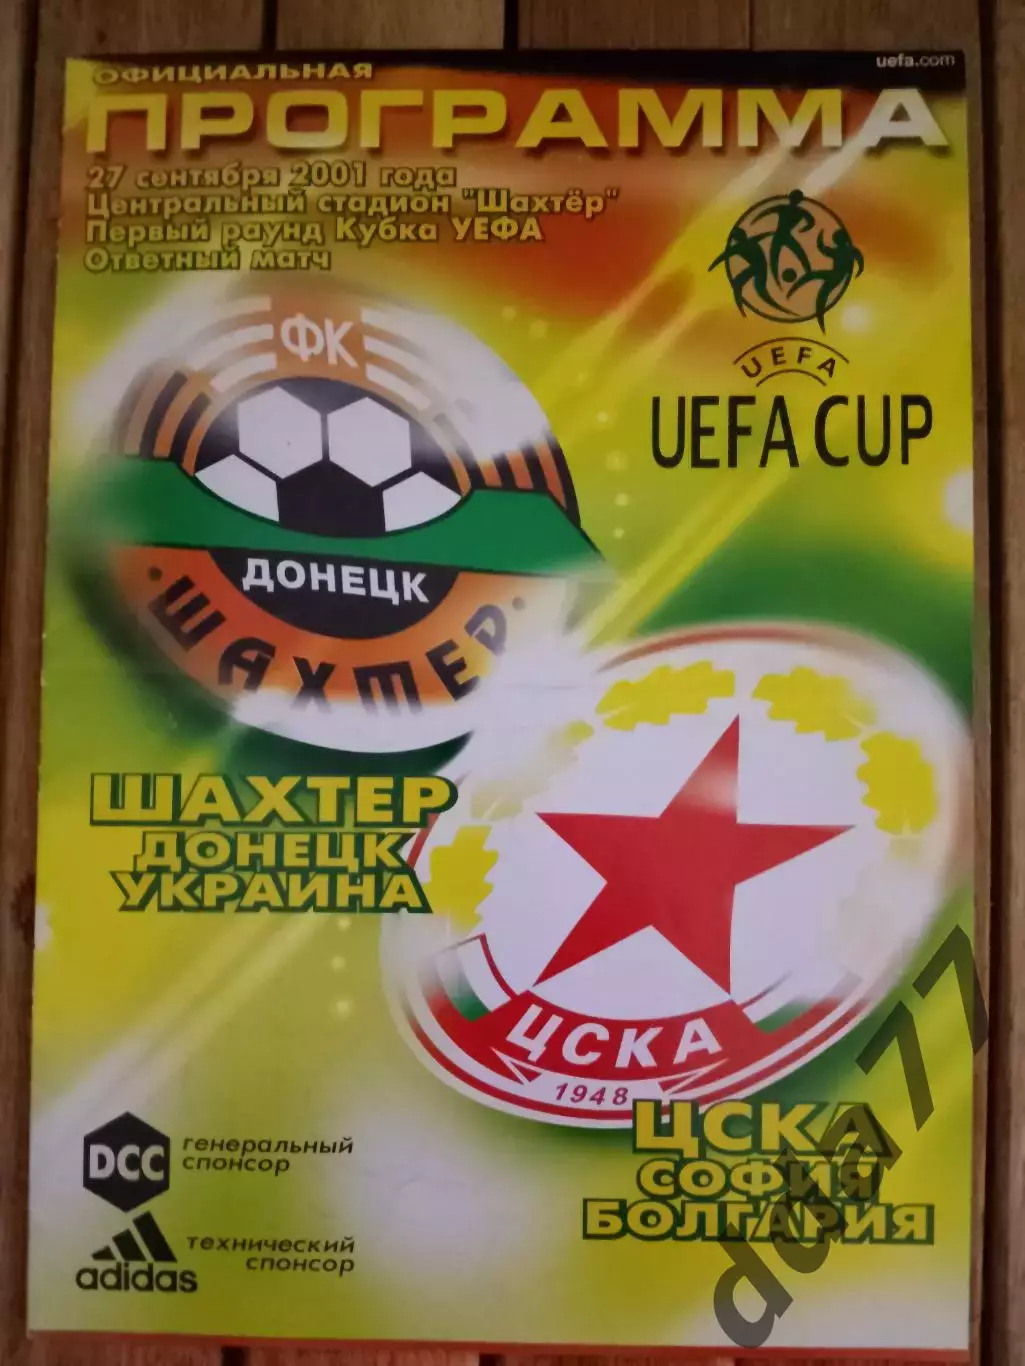 uefa.com
ОФИЦИАЛЬНАЯ
ПРОГРАММА
27 сентября 2001 года
Центральный стадион "Шахтёр"
Первый раунд Кубка УЕФА
Ответный матч
UEFA
UEFA CUP
ФК
ДОНЕЦК
·ШАХТЕР·
ШАХТЕР
ДОНЕЦК
УКРАИНА
ЦСКА
1948
ЦСКА
СОФИЯ
БОЛГАРИЯ
DCC
генеральный
спонсор
adidas
технический
спонсор
duda77